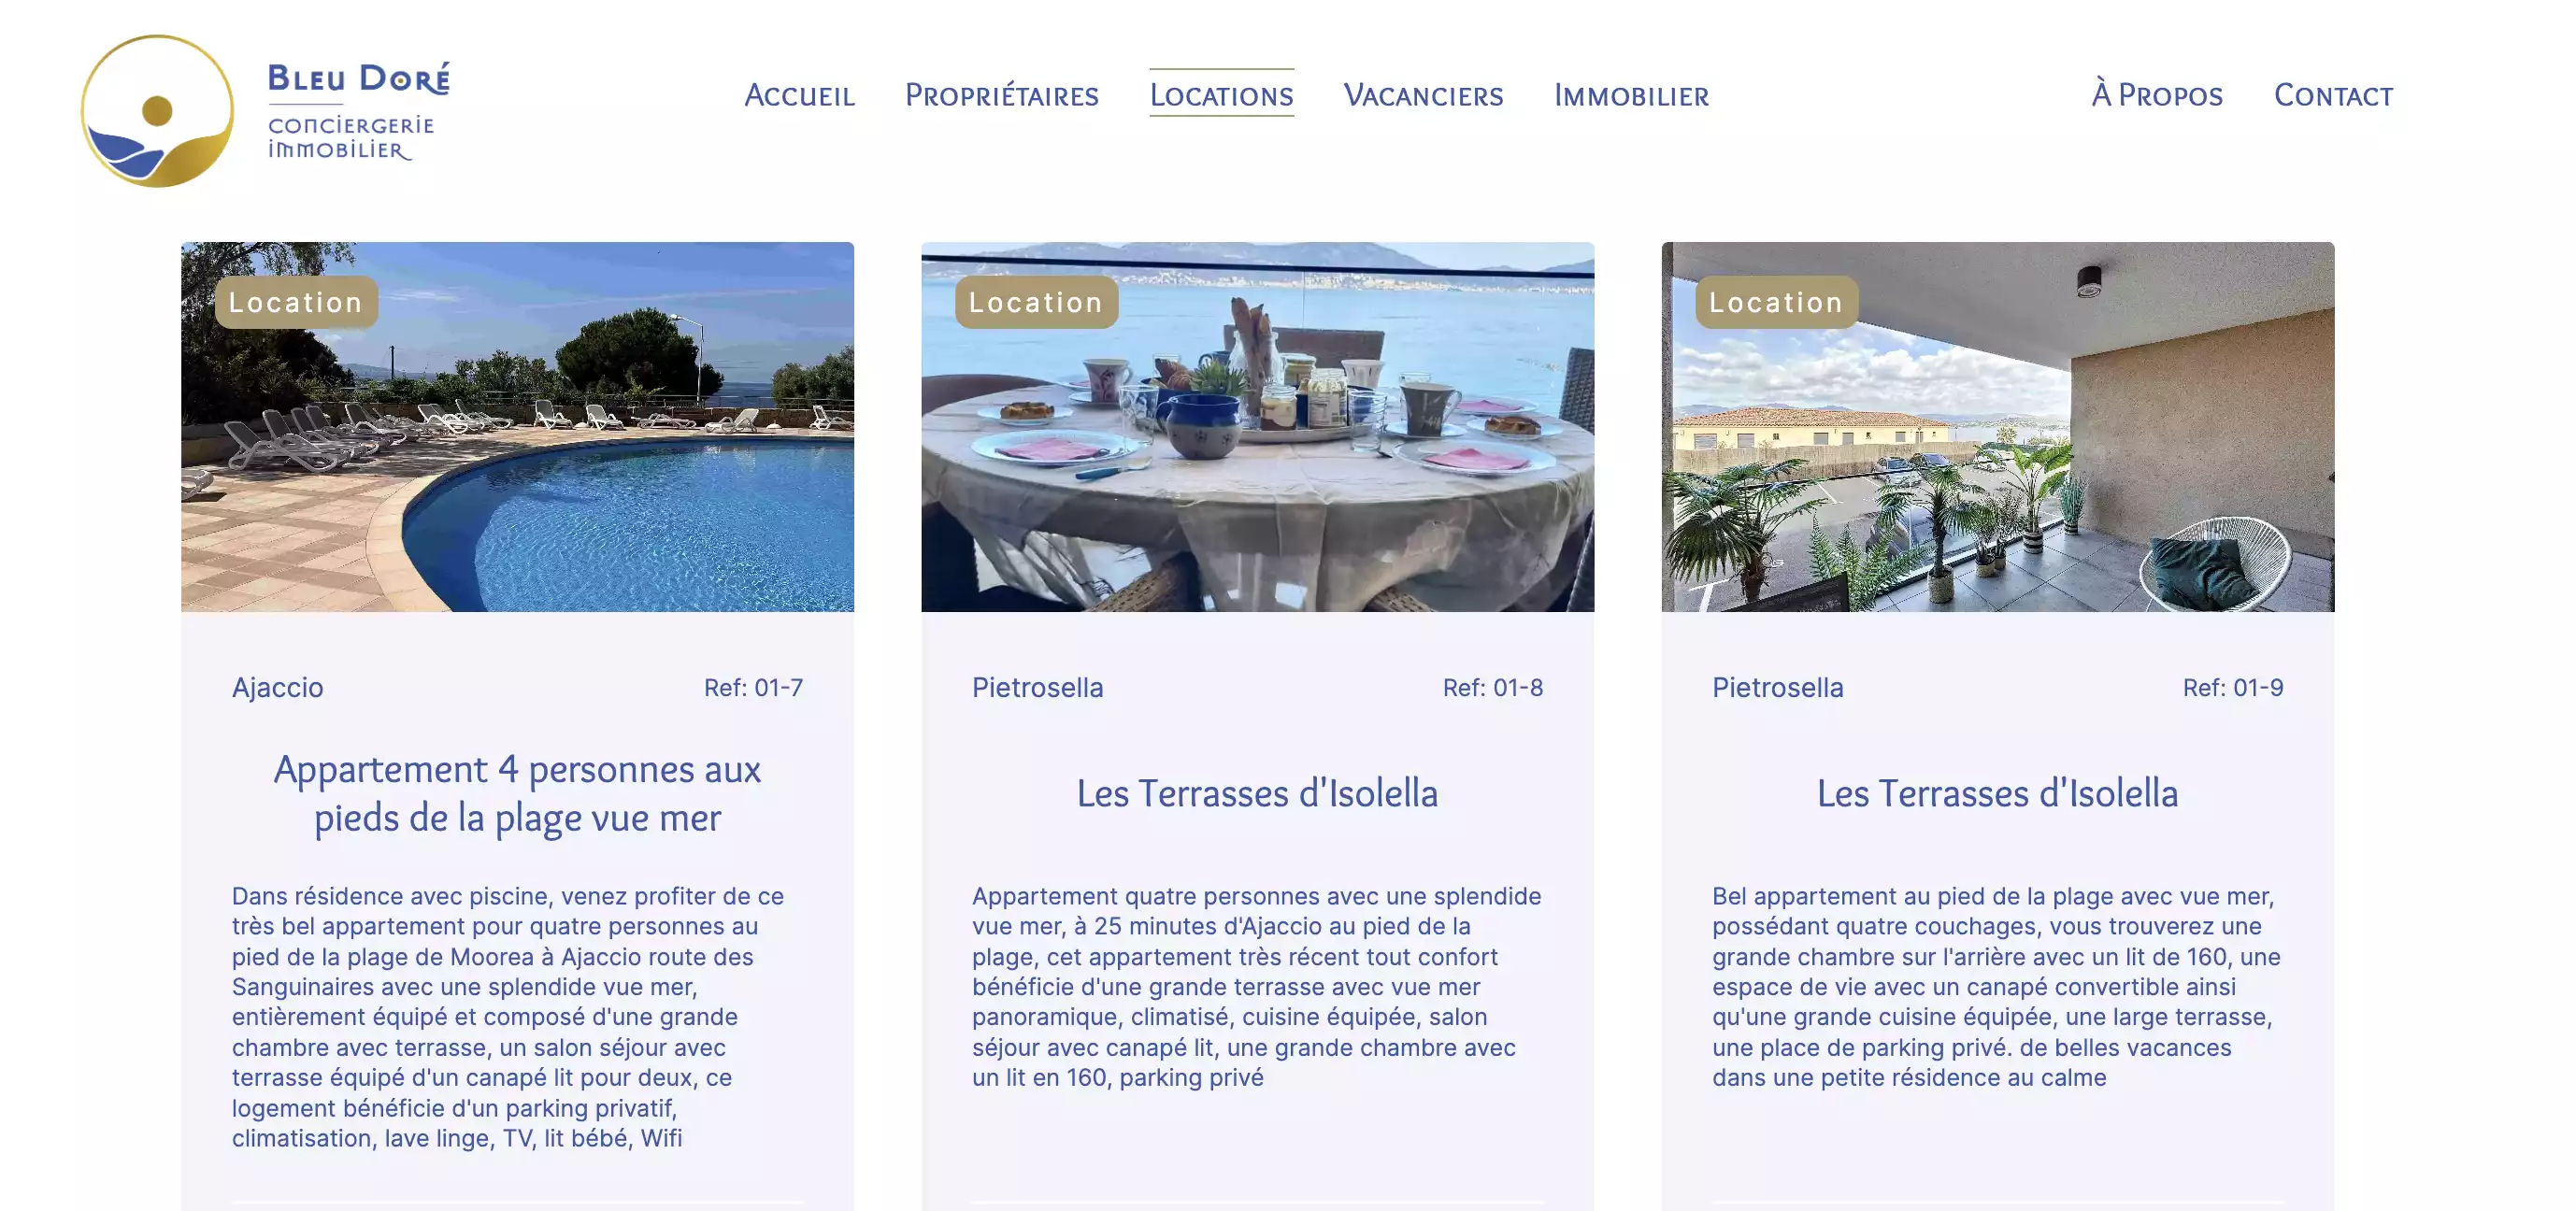 Bleu Doré
conciergerie
immobilier
Accueil
Propriétaires
Locations
Vacanciers
Immobilier
À Propos
Contact
Location
Ajaccio
Ref: 01-7
Appartement 4 personnes aux
pieds de la plage vue mer
Dans résidence avec piscine, venez profiter de ce
très bel appartement pour quatre personnes au
pied de la plage de Moorea à Ajaccio route des
Sanguinaires avec une splendide vue mer,
entièrement équipé et composé d'une grande
chambre avec terrasse, un salon séjour avec
terrasse équipé d'un canapé lit pour deux, ce
logement bénéficie d'un parking privatif,
climatisation, lave linge, TV, lit bébé, Wifi
Location
Pietrosella
Ref: 01-8
Les Terrasses d'Isolella
Appartement quatre personnes avec une splendide
vue mer, à 25 minutes d'Ajaccio au pied de la
plage, cet appartement très récent tout confort
bénéficie d'une grande terrasse avec vue mer
panoramique, climatisé, cuisine équipée, salon
séjour avec canapé lit, une grande chambre avec
un lit en 160, parking privé
Location
Pietrosella
Ref: 01-9
Les Terrasses d'Isolella
Bel appartement au pied de la plage avec vue mer,
possédant quatre couchages, vous trouverez une
grande chambre sur l'arrière avec un lit de 160, une
espace de vie avec un canapé convertible ainsi
qu'une grande cuisine équipée, une large terrasse,
une place de parking privé. de belles vacances
dans une petite résidence au calme